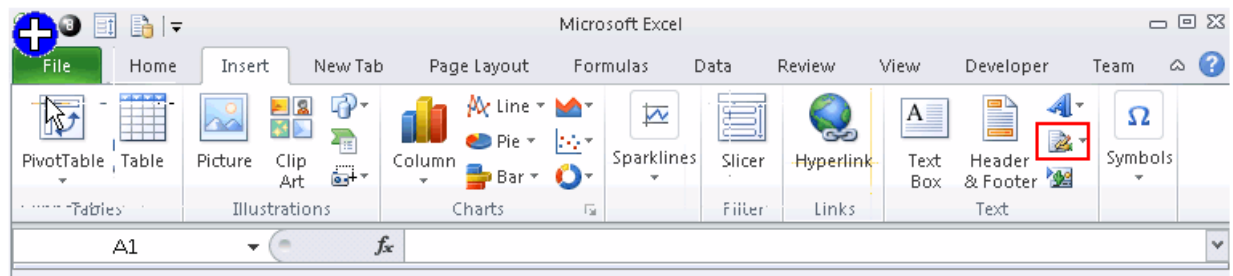 Microsoft Excel
File Home Insert New Tab Page Layout Formulas Data Review View Developer Team
PivotTable Table Picture Clip Art Column Line Pie Bar Sparklines Slicer Hyperlink A Text Box Header & Footer A Ω Symbols
Tables Illustrations Charts Filter Links Text
A1 fx